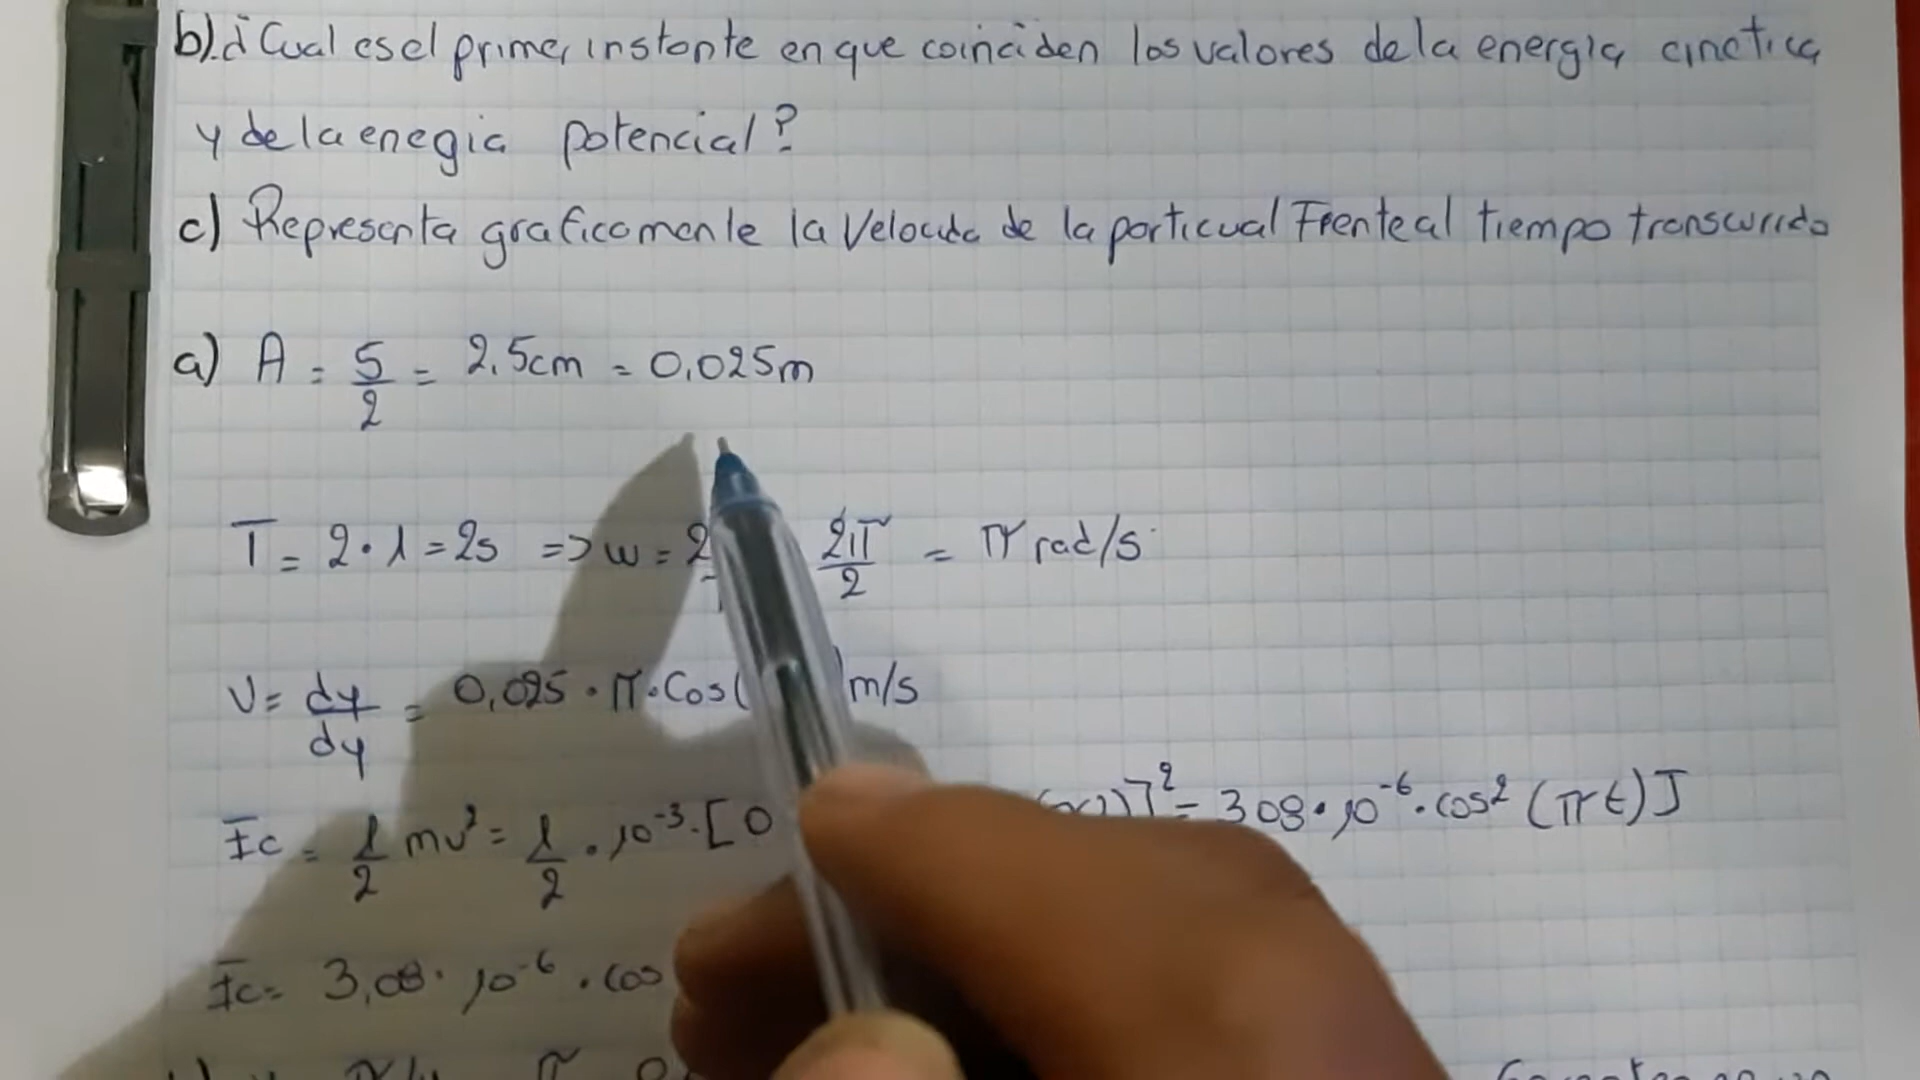 b). ¿Cual es el primer instante en que coinciden los valores de la energia cinetica
y de la enegia potencial?
c) Representa graficamente la Velocida de la particual Frente al tiempo transcurrido
a) A = 5/2 = 2.5cm = 0,025m
T = 2 · 1 = 2s => w = 2 2π/2 = π rad/s
V = dy/dy = 0,025 · π · Cos( ) m/s
Ec = 1/2 mv² = 1/2 · 10⁻³ · [0 )]² = 308 · 10⁻⁶ · cos² (πt) J
Ec = 3,08 · 10⁻⁶ · cos